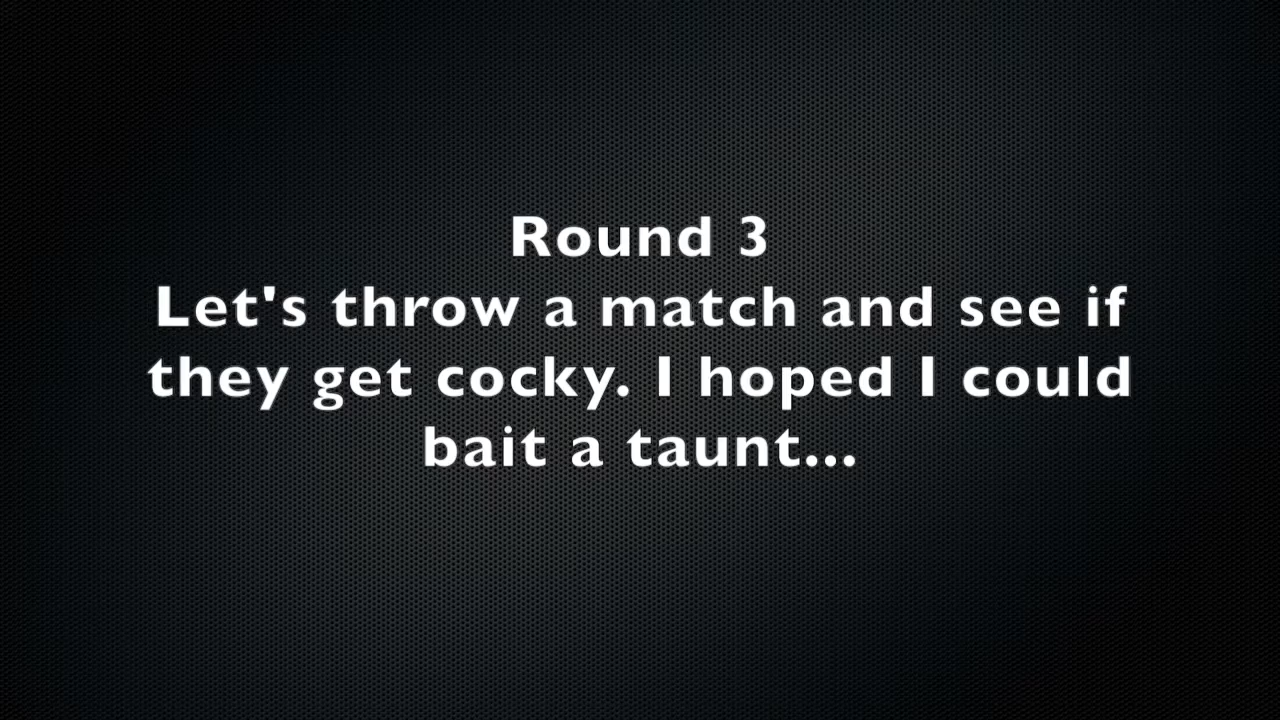 Round 3
Let's throw a match and see if
they get cocky. I hoped I could
bait a taunt...